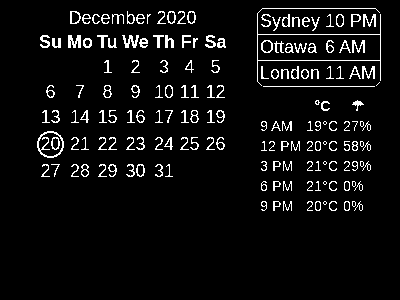 December 2020
Su Mo Tu We Th Fr Sa
1 2 3 4 5
6 7 8 9 10 11 12
13 14 15 16 17 18 19
20 21 22 23 24 25 26
27 28 29 30 31
Sydney 10 PM
Ottawa 6 AM
London 11 AM
°C ☂
9 AM 19°C 27%
12 PM 20°C 58%
3 PM 21°C 29%
6 PM 21°C 0%
9 PM 20°C 0%